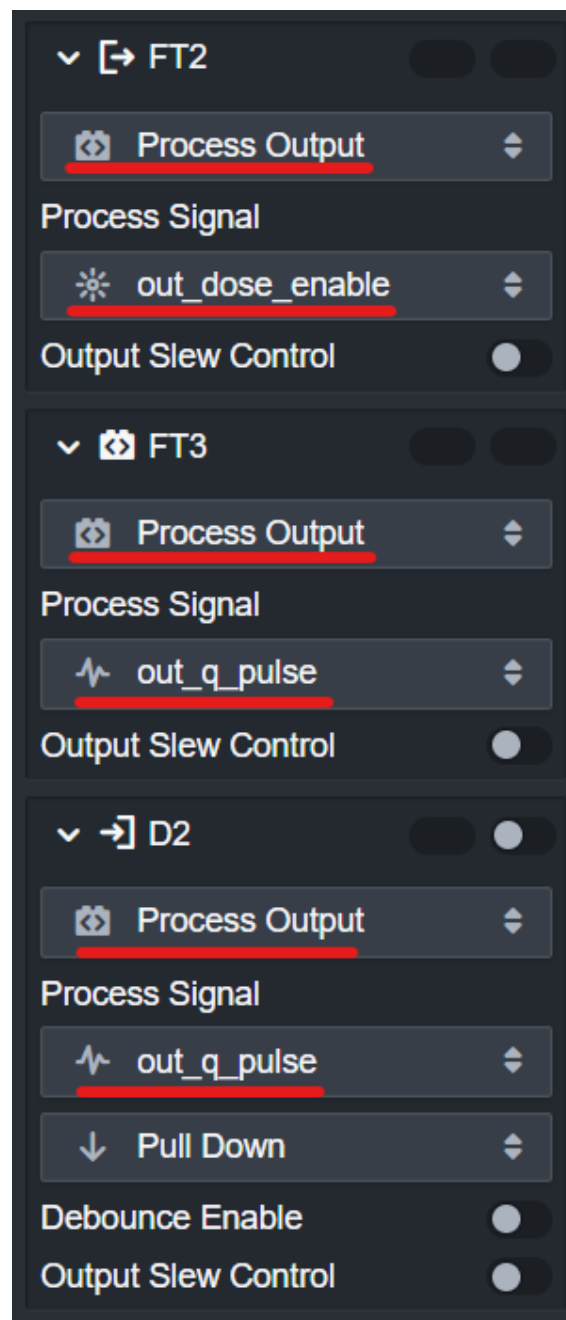 FT2
Process Output
Process Signal
out_dose_enable
Output Slew Control
FT3
Process Output
Process Signal
out_q_pulse
Output Slew Control
D2
Process Output
Process Signal
out_q_pulse
Pull Down
Debounce Enable
Output Slew Control